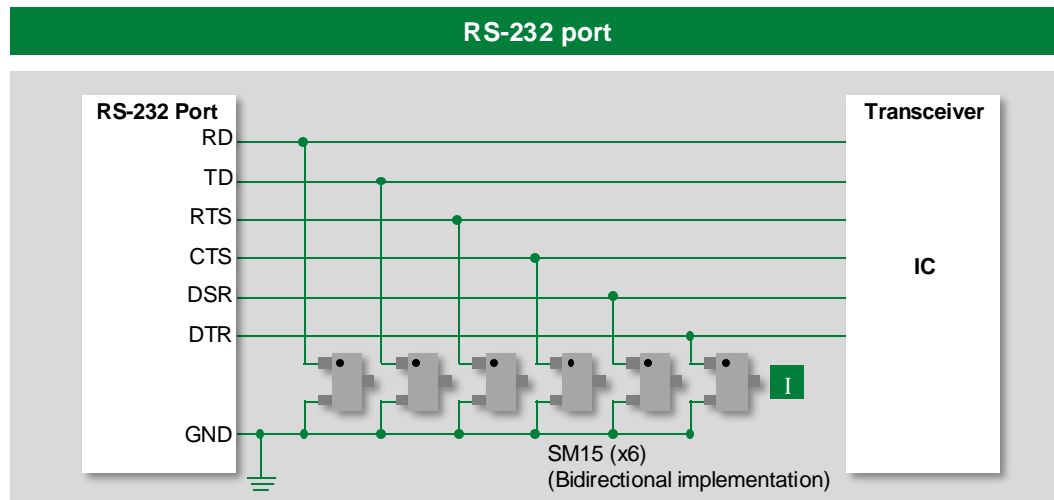 RS-232 port
RS-232 Port
Transceiver
RD
TD
RTS
CTS
DSR
DTR
GND
IC
I
SM15 (x6)
(Bidirectional implementation)